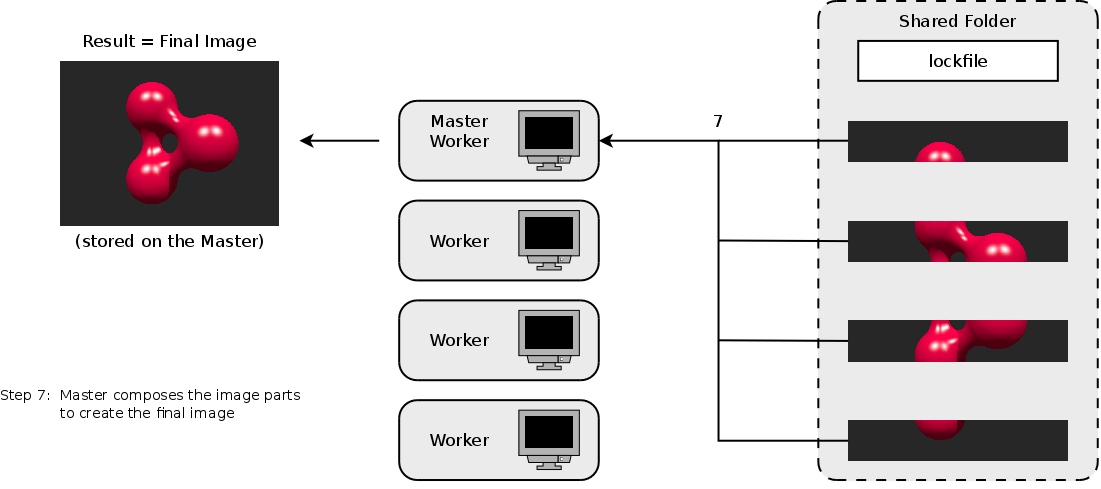 Result = Final Image
(stored on the Master)
Master
Worker
Worker
Worker
Worker
7
Shared Folder
lockfile
Step 7: Master composes the image parts
to create the final image